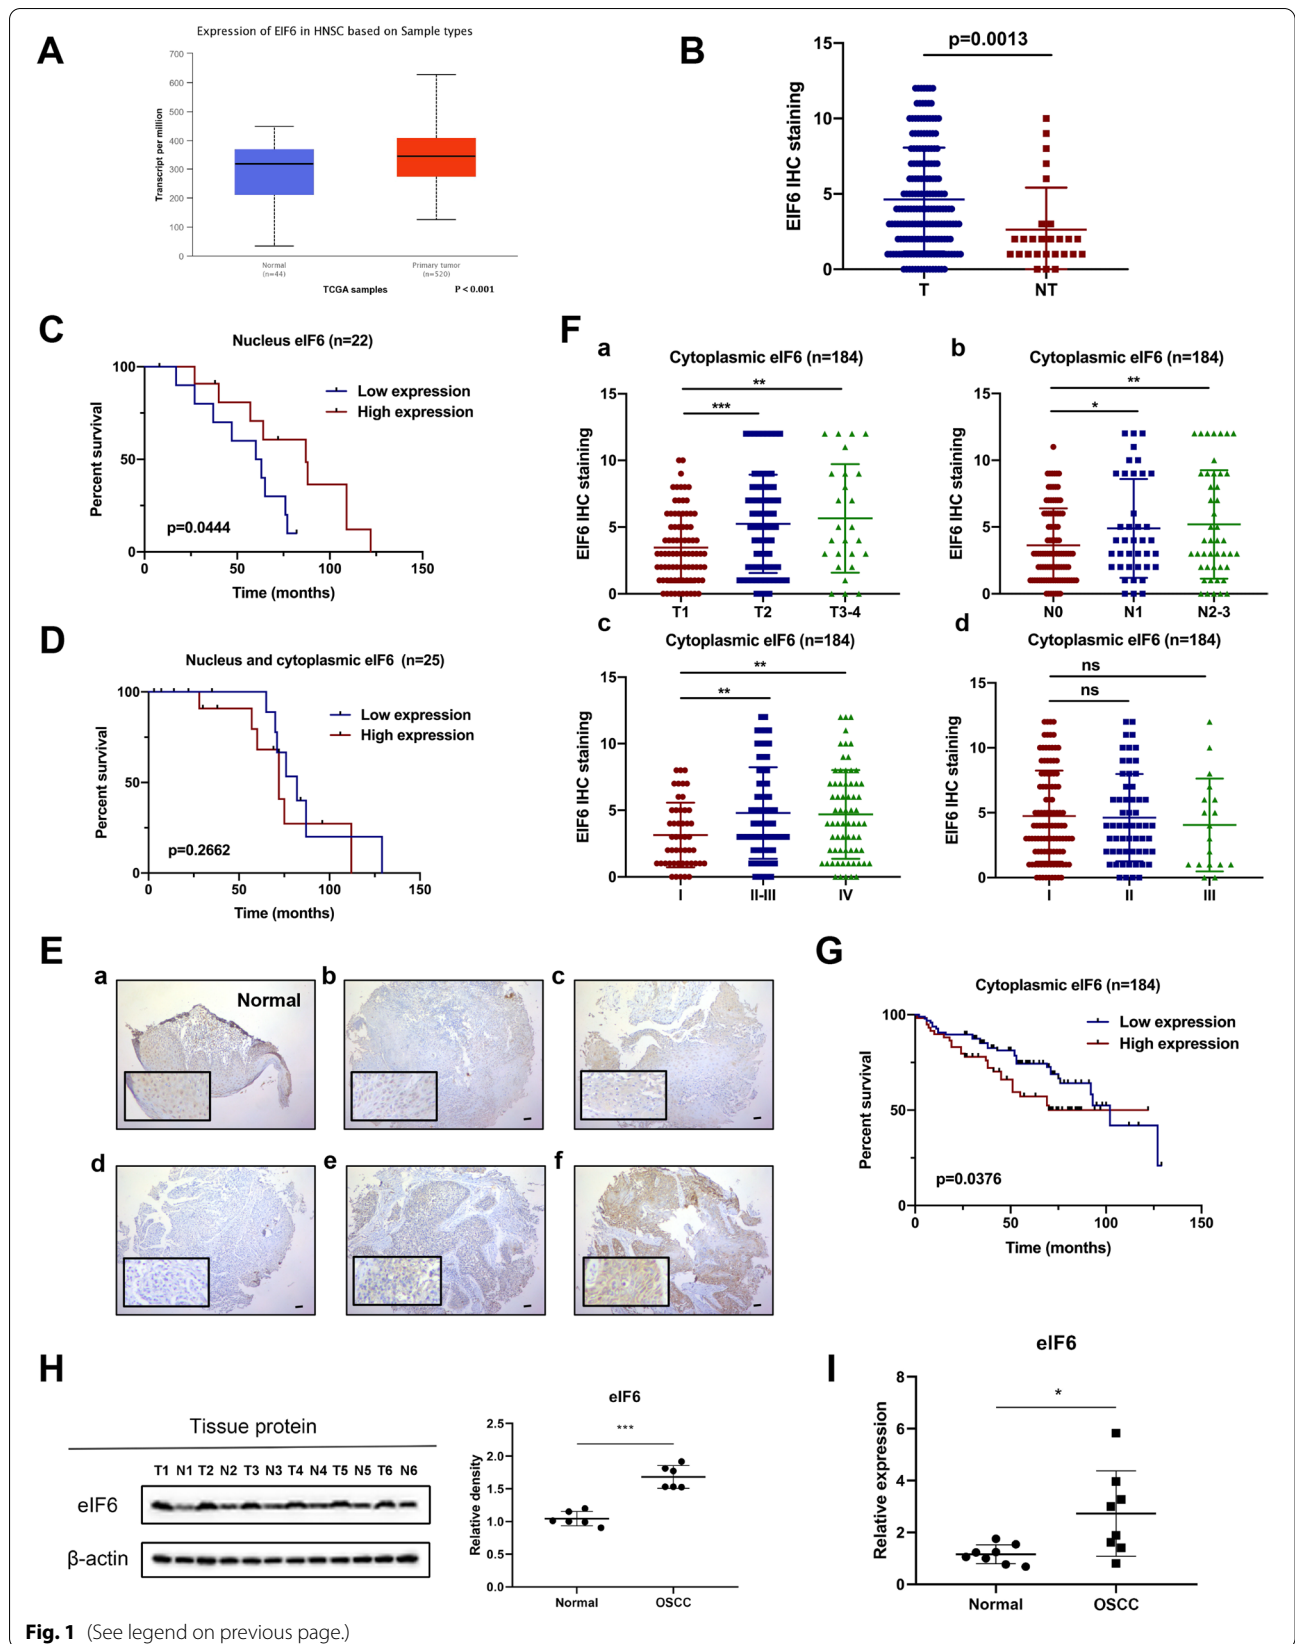 A
Expression of EIF6 in HNSC based on Sample types
Transcript per million
700
600
500
400
300
200
100
0
Normal
(n=44)
Primary tumor
(n=520)
TCGA samples
P < 0.001
B
p=0.0013
EIF6 IHC staining
15
10
5
0
T
NT
C
Nucleus eIF6 (n=22)
Low expression
High expression
Percent survival
100
50
0
p=0.0444
0
50
100
150
Time (months)
D
Nucleus and cytoplasmic eIF6 (n=25)
Low expression
High expression
Percent survival
100
50
0
p=0.2662
0
50
100
150
Time (months)
E
a
Normal
b
c
d
e
f
F
a
Cytoplasmic eIF6 (n=184)
**
***
EIF6 IHC staining
15
10
5
0
T1
T2
T3-4
b
Cytoplasmic eIF6 (n=184)
**
*
EIF6 IHC staining
15
10
5
0
N0
N1
N2-3
c
Cytoplasmic eIF6 (n=184)
**
**
EIF6 IHC staining
15
10
5
0
I
II-III
IV
d
Cytoplasmic eIF6 (n=184)
ns
ns
EIF6 IHC staining
15
10
5
0
I
II
III
G
Cytoplasmic eIF6 (n=184)
Low expression
High expression
Percent survival
100
50
0
p=0.0376
0
50
100
150
Time (months)
H
Tissue protein
T1 N1 T2 N2 T3 N3 T4 N4 T5 N5 T6 N6
eIF6
β-actin
eIF6
***
Relative density
2.5
2.0
1.5
1.0
0.5
0.0
Normal
OSCC
I
eIF6
*
Relative expression
8
6
4
2
0
Normal
OSCC
Fig. 1 (See legend on previous page.)